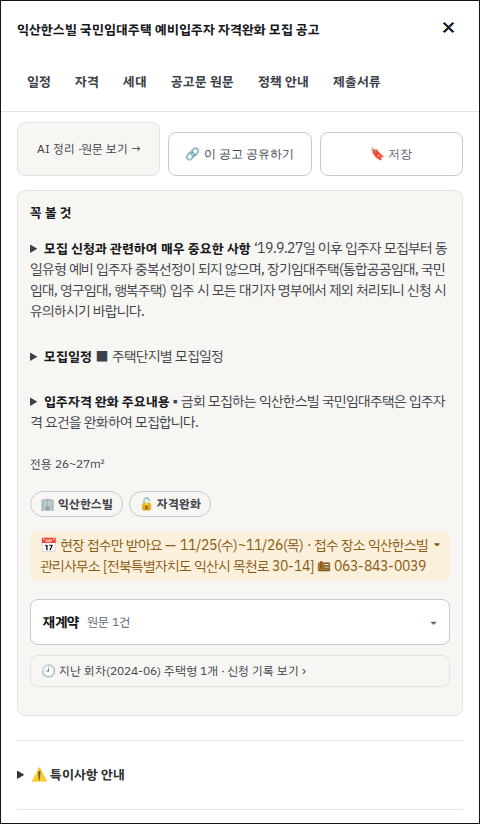 익산한스빌 국민임대주택 예비입주자 자격완화 모집 공고 ✕
일정 자격 세대 공고문 원문 정책 안내 제출서류
AI 정리 ·원문 보기 →
🔗 이 공고 공유하기
🔖 저장
꼭 볼 것
▶ 모집 신청과 관련하여 매우 중요한 사항 ‘19.9.27일 이후 입주자 모집부터 동
일유형 예비 입주자 중복선정이 되지 않으며, 장기임대주택(통합공공임대, 국민
임대, 영구임대, 행복주택) 입주 시 모든 대기자 명부에서 제외 처리되니 신청 시
유의하시기 바랍니다.
▶ 모집일정 ■ 주택단지별 모집일정
▶ 입주자격 완화 주요내용 ▪ 금회 모집하는 익산한스빌 국민임대주택은 입주자
격 요건을 완화하여 모집합니다.
전용 26~27m²
🏢 익산한스빌 🔓 자격완화
📅 현장 접수만 받아요 — 11/25(수)~11/26(목) · 접수 장소 익산한스빌
관리사무소 [전북특별자치도 익산시 목천로 30-14] 📠 063-843-0039
재계약 원문 1건
🕘 지난 회차(2024-06) 주택형 1개 · 신청 기록 보기 ›
▶ ⚠️ 특이사항 안내